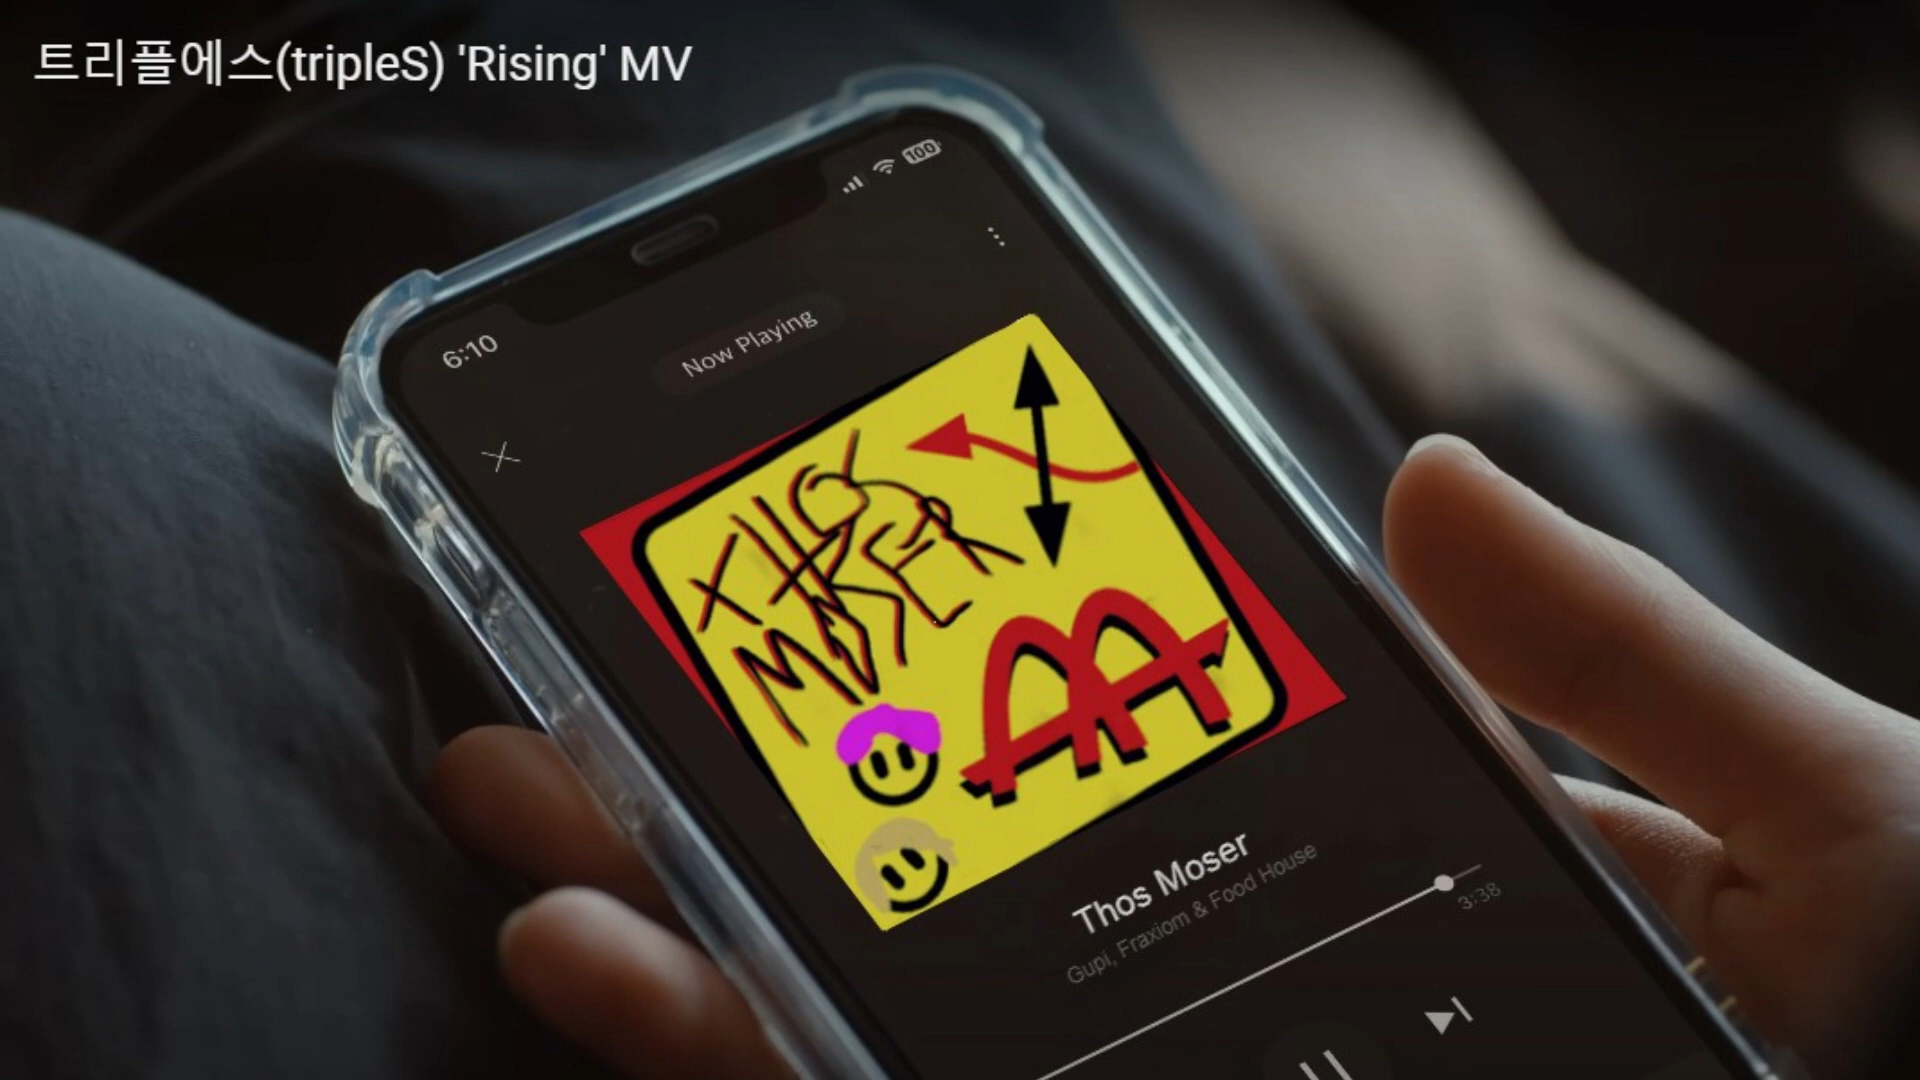 트리플에스(tripleS) 'Rising' MV
100
6:10
Now Playing
THOS
MOSER
Thos Moser
Gupi, Fraxiom & Food House
3:38